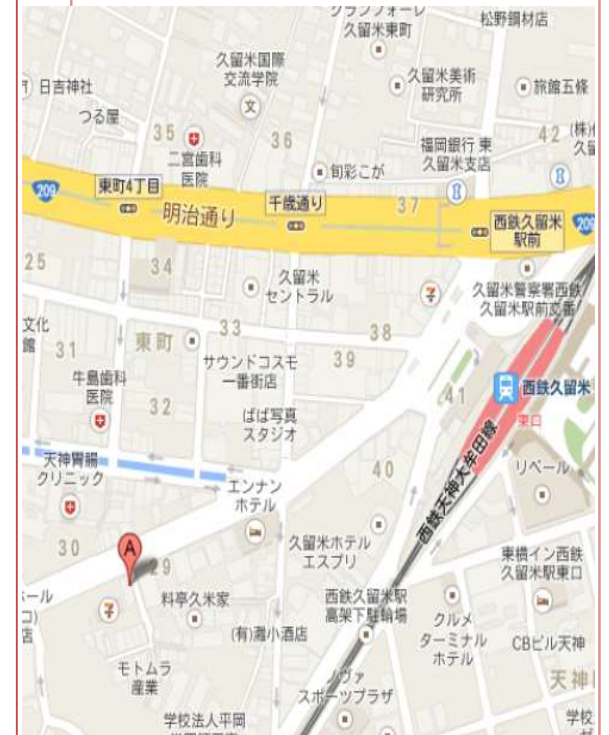 グランフォーレ
久留米東町
松野鋼材店
久留米国際
交流学院
文
日吉神社
つる屋
久留米美術
研究所
旅館五條
35
二宮歯科
医院
36
旬彩こが
福岡銀行 東
久留米支店
42
(株)
209
東町4丁目
明治通り
千歳通り
37
西鉄久留米
駅前
209
25
34
久留米
セントラル
久留米警察署西鉄
久留米駅前交番
文化
館
31
東町
33
38
サウンドコスモ
一番街店
39
牛島歯科
医院
32
ばば写真
スタジオ
41
西鉄久留米
東口
西鉄天神大牟田線
天神胃腸
クリニック
エンナン
ホテル
40
リベール
30
A
29
久留米ホテル
エスプリ
東横イン西鉄
久留米駅東口
料亭久米家
西鉄久留米駅
高架下駐輪場
(有)灘小酒店
クルメ
ターミナル
ホテル
CBビル天神
モトムラ
産業
ノヴァ
スポーツプラザ
天神
学校法人平岡
学校